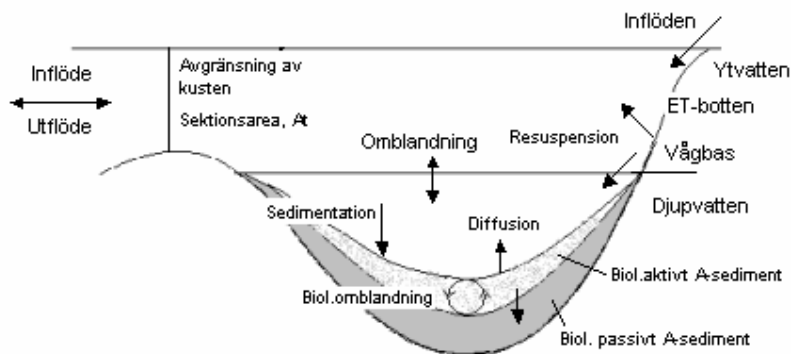 Inflöden
Inflöde
Utflöde
Avgränsning av
kusten
Sektionsarea, At
Ytvatten
ET-botten
Omblandning
Resuspension
Vågbas
Djupvatten
Sedimentation
Diffusion
Biol.omblandning
Biol.aktivt A-sediment
Biol. passivt A-sediment